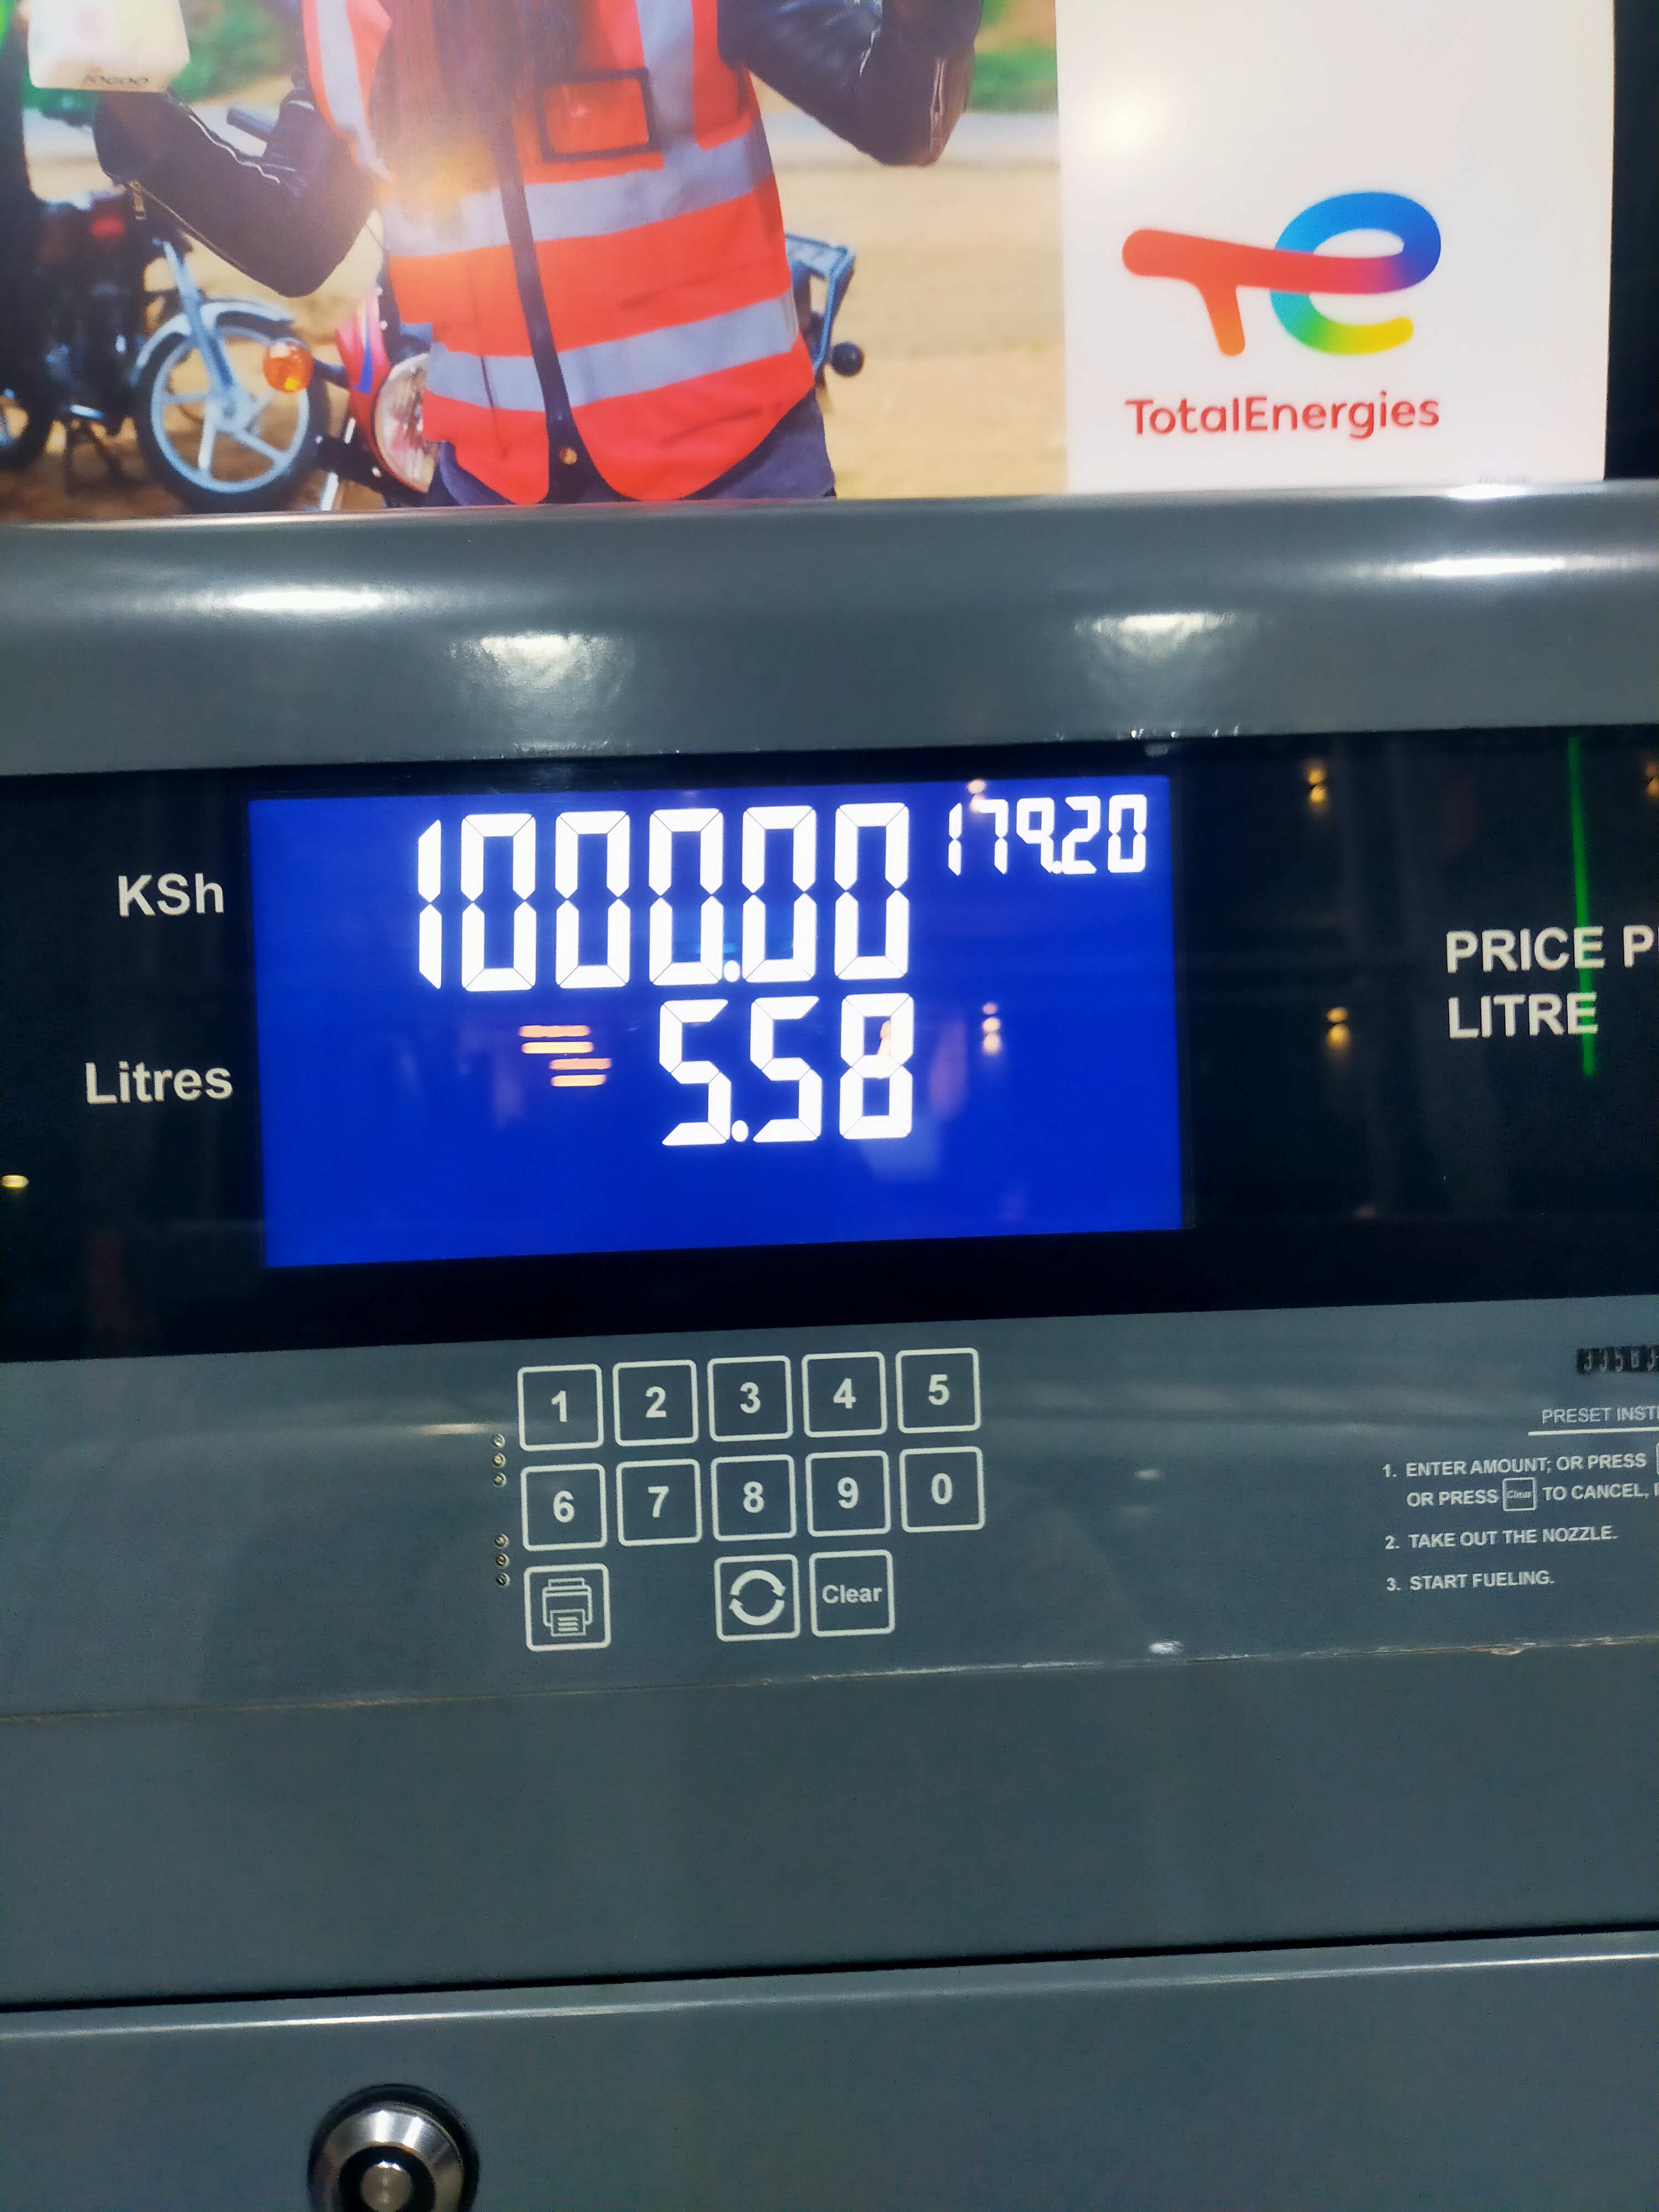 TotalEnergies
KSh 1000.00 179.20
PRICE P
LITRE
Litres 5.58
1 2 3 4 5
6 7 8 9 0
Clear
PRESET INST
1. ENTER AMOUNT; OR PRESS
OR PRESS Clear TO CANCEL,
2. TAKE OUT THE NOZZLE.
3. START FUELING.